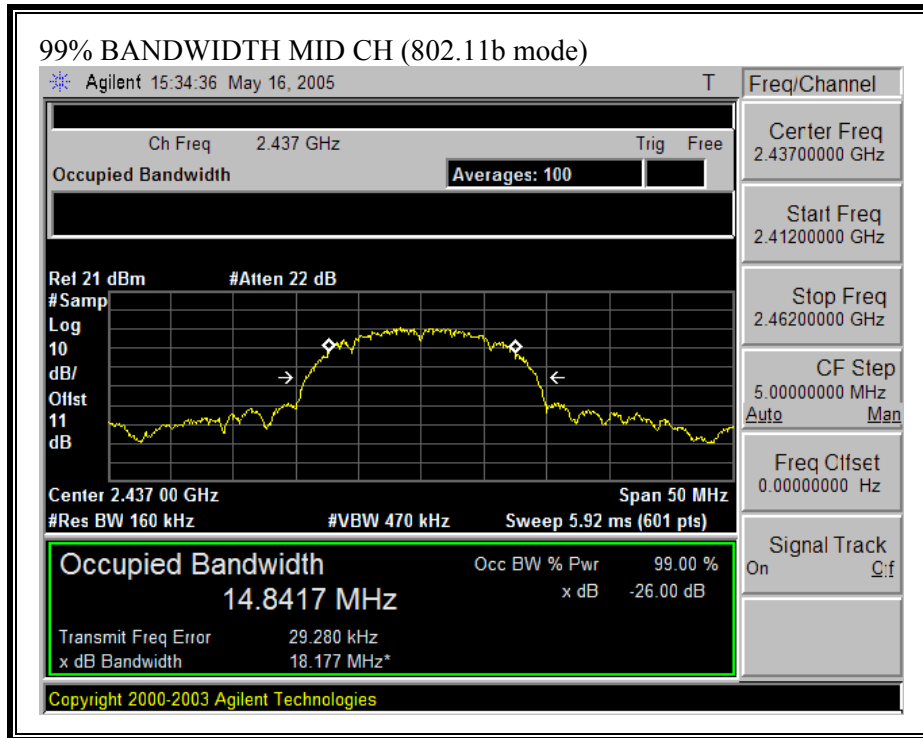 99% BANDWIDTH MID CH (802.11b mode)
Agilent 15:34:36 May 16, 2005 T
Freq/Channel
Ch Freq 2.437 GHz Trig Free
Occupied Bandwidth Averages: 100
Center Freq
2.43700000 GHz
Start Freq
2.41200000 GHz
Stop Freq
2.46200000 GHz
CF Step
5.00000000 MHz
Auto Man
Freq Offset
0.00000000 Hz
Signal Track
On Off
Ref 21 dBm #Atten 22 dB
#Samp
Log
10
dB/
Offst
11
dB
Center 2.437 00 GHz Span 50 MHz
#Res BW 160 kHz #VBW 470 kHz Sweep 5.92 ms (601 pts)
Occupied Bandwidth
14.8417 MHz
Occ BW % Pwr 99.00 %
x dB -26.00 dB
Transmit Freq Error 29.280 kHz
x dB Bandwidth 18.177 MHz*
Copyright 2000-2003 Agilent Technologies